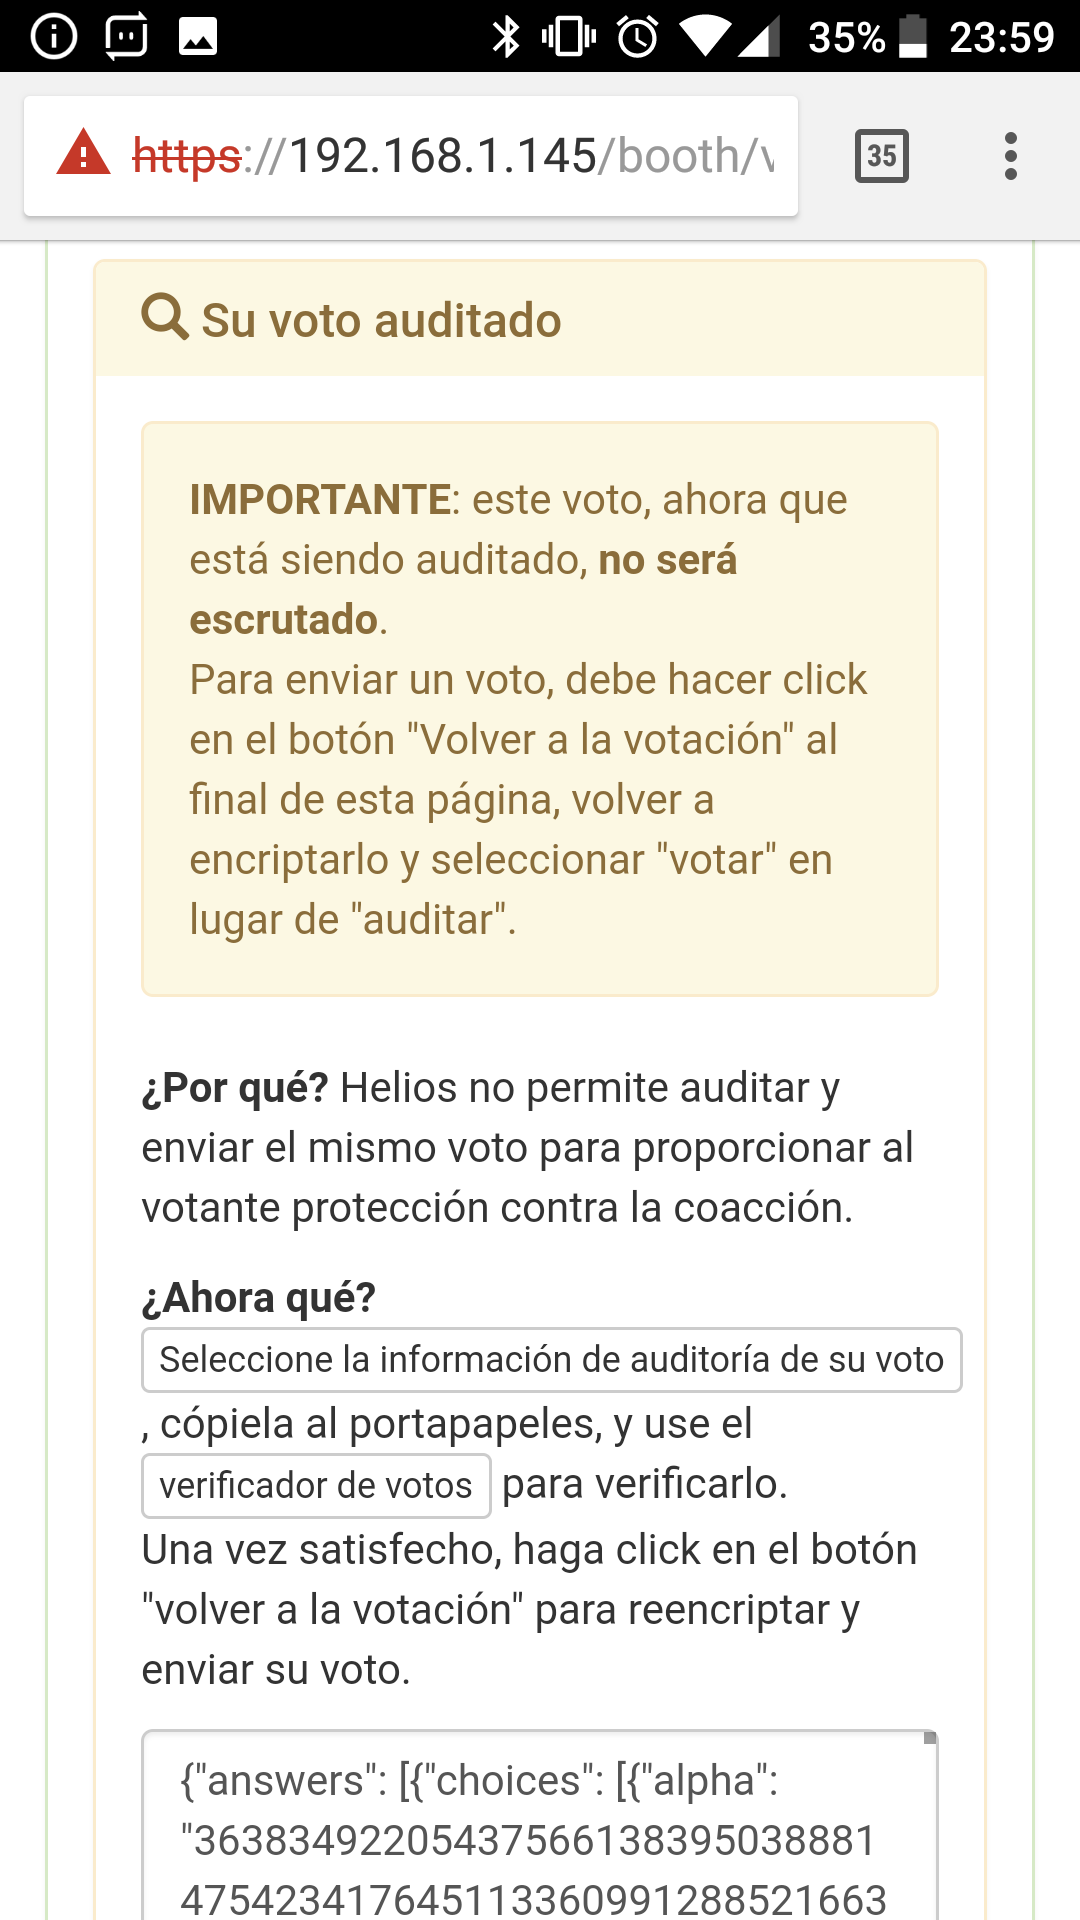 35% 23:59
https://192.168.1.145/booth/v
35
Su voto auditado
IMPORTANTE: este voto, ahora que
está siendo auditado, no será
escrutado.
Para enviar un voto, debe hacer click
en el botón "Volver a la votación" al
final de esta página, volver a
encriptarlo y seleccionar "votar" en
lugar de "auditar".
¿Por qué? Helios no permite auditar y
enviar el mismo voto para proporcionar al
votante protección contra la coacción.
¿Ahora qué?
Seleccione la información de auditoría de su voto
, cópiela al portapapeles, y use el
verificador de votos para verificarlo.
Una vez satisfecho, haga click en el botón
"volver a la votación" para reencriptar y
enviar su voto.
{"answers": [{"choices": [{"alpha":
"36383492205437566138395038881
47542341764511336099128852166​3